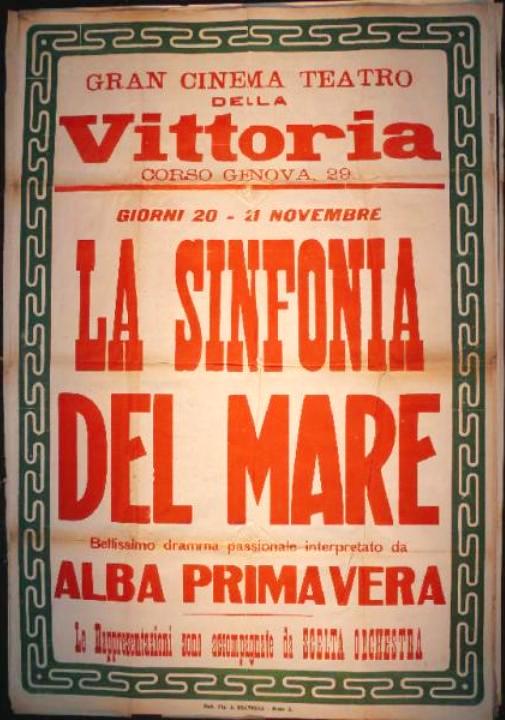 GRAN CINEMA TEATRO
DELLA
Vittoria
CORSO GENOVA, 29
GIORNI 20 - 21 NOVEMBRE
LA SINFONIA
DEL MARE
Bellissimo dramma passionale interpretato da
ALBA PRIMAVERA
Le Rappresentazioni sono accompagnate da SCELTA ORCHESTRA